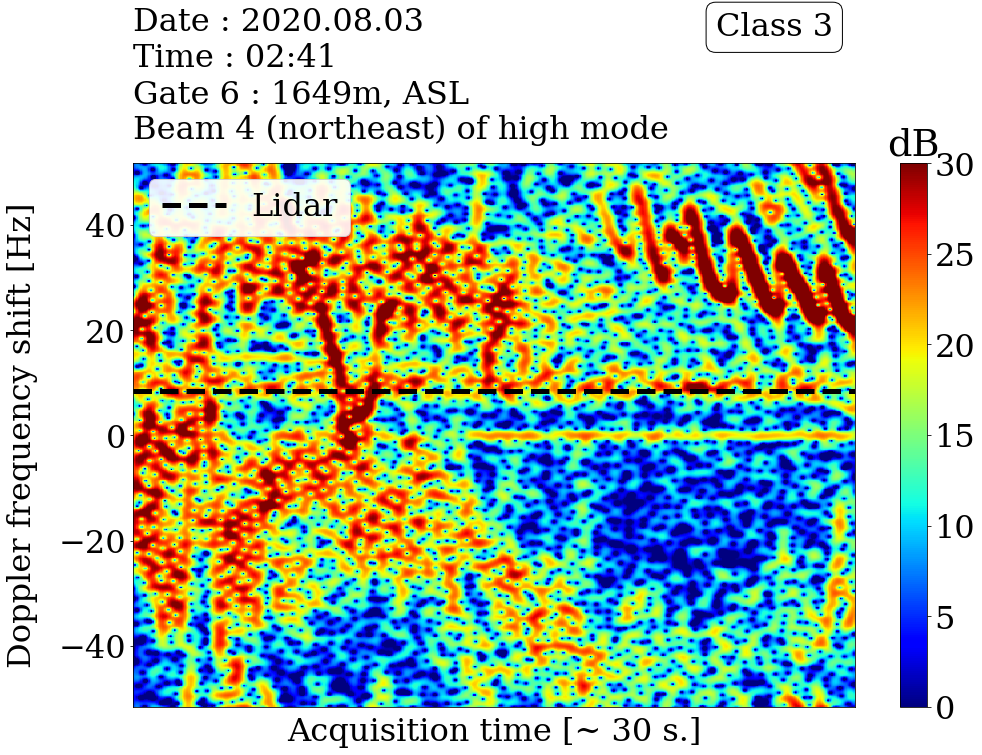 Date : 2020.08.03
Time : 02:41
Gate 6 : 1649m, ASL
Beam 4 (northeast) of high mode
Class 3
dB
Lidar
Doppler frequency shift [Hz]
40
20
0
−20
−40
Acquisition time [~ 30 s.]
30
25
20
15
10
5
0